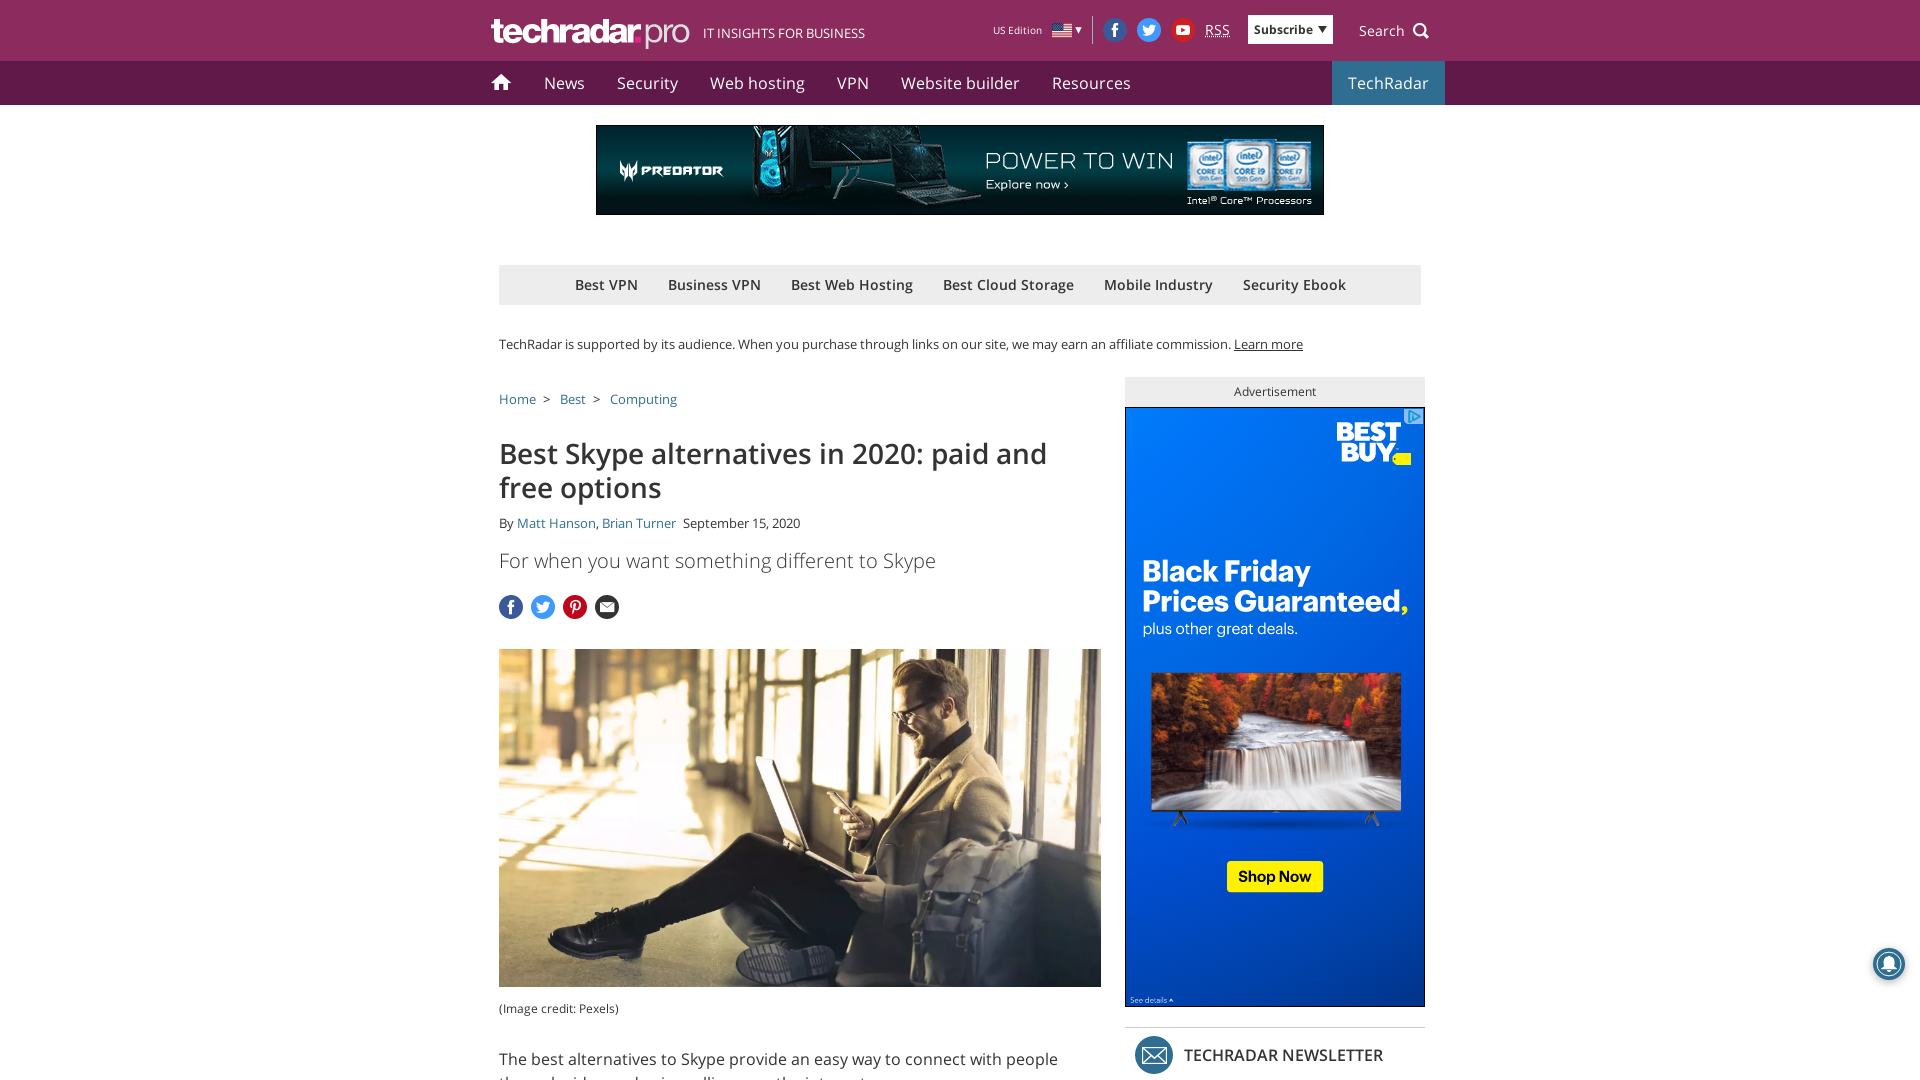 techradar.pro IT INSIGHTS FOR BUSINESS
US Edition
RSS
Subscribe
Search
News Security Web hosting VPN Website builder Resources TechRadar
PREDATOR
POWER TO WIN
Explore now >
intel CORE i5 9th Gen
intel CORE i9 9th Gen
intel CORE i7 9th Gen
Intel® Core™ Processors
Best VPN Business VPN Best Web Hosting Best Cloud Storage Mobile Industry Security Ebook
TechRadar is supported by its audience. When you purchase through links on our site, we may earn an affiliate commission. Learn more
Home > Best > Computing
Best Skype alternatives in 2020: paid and
free options
By Matt Hanson, Brian Turner September 15, 2020
For when you want something different to Skype
(Image credit: Pexels)
The best alternatives to Skype provide an easy way to connect with people
Advertisement
BEST
BUY
Black Friday
Prices Guaranteed,
plus other great deals.
Shop Now
See details
TECHRADAR NEWSLETTER